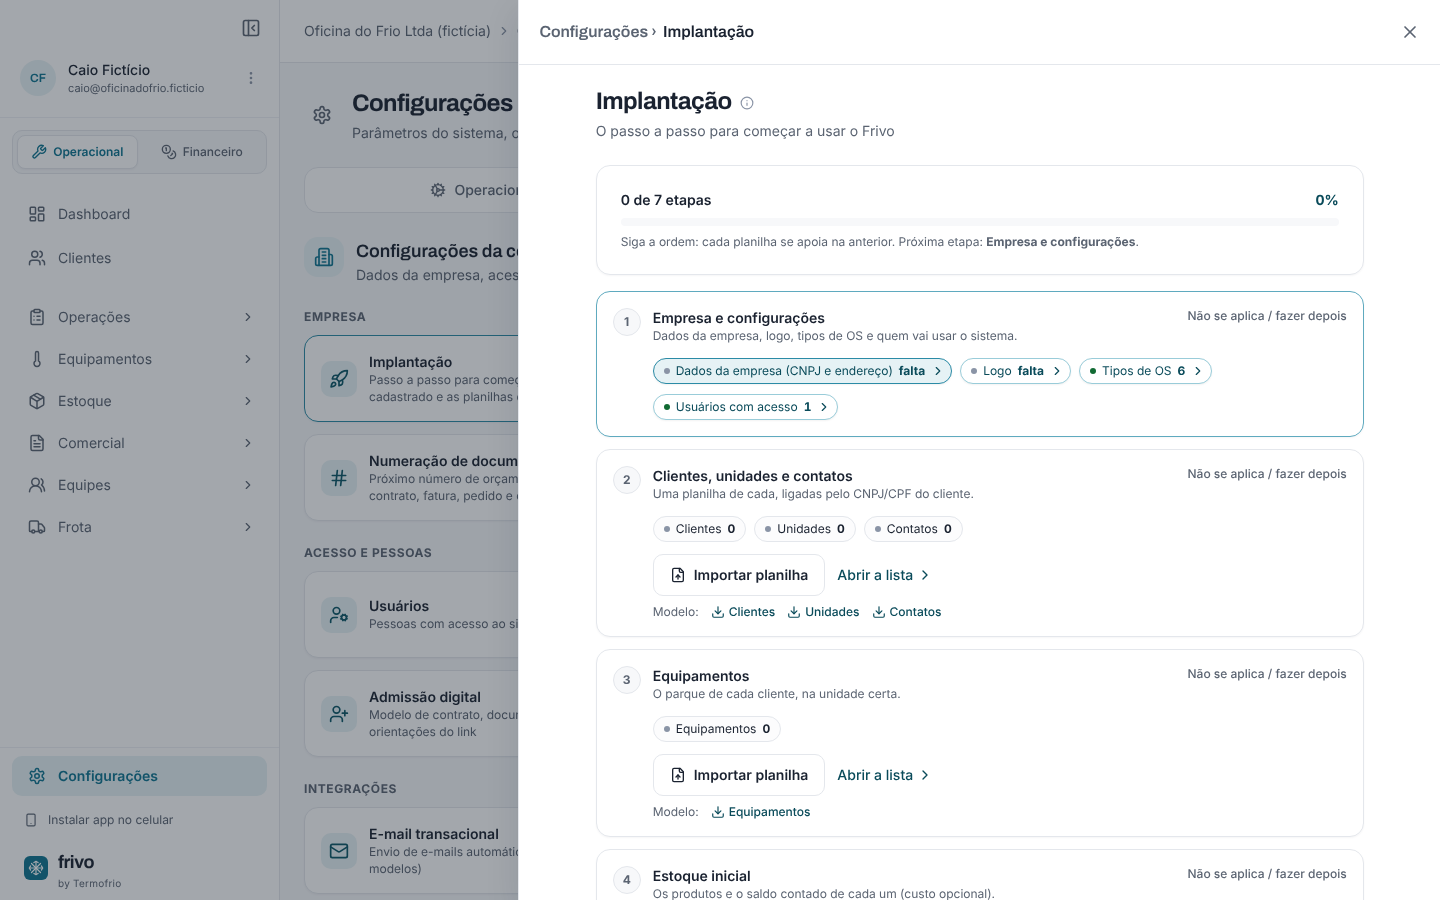 CF
Caio Fictício
caio@oficinadofrio.ficticio
Operacional
Financeiro
Dashboard
Clientes
Operações
Equipamentos
Estoque
Comercial
Equipes
Frota
Configurações
Instalar app no celular
frivo
by Termofrio
Oficina do Frio Ltda (fictícia) ›
Configurações
Parâmetros do sistema,
Operacion
Configurações da co
Dados da empresa, aces
EMPRESA
Implantação
Passo a passo para começ
cadastrado e as planilhas
Numeração de docum
Próximo número de orçam
contrato, fatura, pedido e
ACESSO E PESSOAS
Usuários
Pessoas com acesso ao si
Admissão digital
Modelo de contrato, docu
orientações do link
INTEGRAÇÕES
E-mail transacional
Envio de e-mails automátic
modelos)
Configurações › Implantação
Implantação
O passo a passo para começar a usar o Frivo
0 de 7 etapas 0%
Siga a ordem: cada planilha se apoia na anterior. Próxima etapa: Empresa e configurações.
1 Empresa e configurações Não se aplica / fazer depois
Dados da empresa, logo, tipos de OS e quem vai usar o sistema.
Dados da empresa (CNPJ e endereço) falta › Logo falta › Tipos de OS 6 ›
Usuários com acesso 1 ›
2 Clientes, unidades e contatos Não se aplica / fazer depois
Uma planilha de cada, ligadas pelo CNPJ/CPF do cliente.
Clientes 0 Unidades 0 Contatos 0
Importar planilha Abrir a lista ›
Modelo: Clientes Unidades Contatos
3 Equipamentos Não se aplica / fazer depois
O parque de cada cliente, na unidade certa.
Equipamentos 0
Importar planilha Abrir a lista ›
Modelo: Equipamentos
4 Estoque inicial Não se aplica / fazer depois
Os produtos e o saldo contado de cada um (custo opcional).